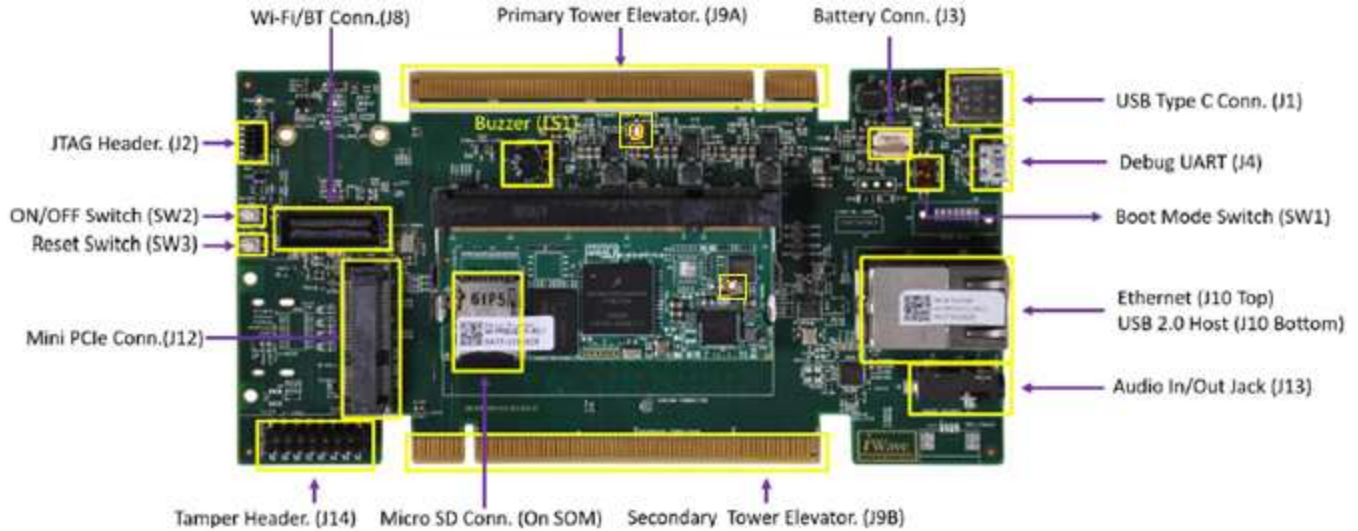 Wi-Fi/BT Conn.(J8)
Primary Tower Elevator. (J9A)
Battery Conn. (J3)
USB Type C Conn. (J1)
Buzzer (LS1)
JTAG Header. (J2)
Debug UART (J4)
ON/OFF Switch (SW2)
Boot Mode Switch (SW1)
Reset Switch (SW3)
61P5
Ethernet (J10 Top)
USB 2.0 Host (J10 Bottom)
Mini PCIe Conn.(J12)
Audio In/Out Jack (J13)
iWave
Tamper Header. (J14)
Micro SD Conn. (On SOM)
Secondary Tower Elevator. (J9B)